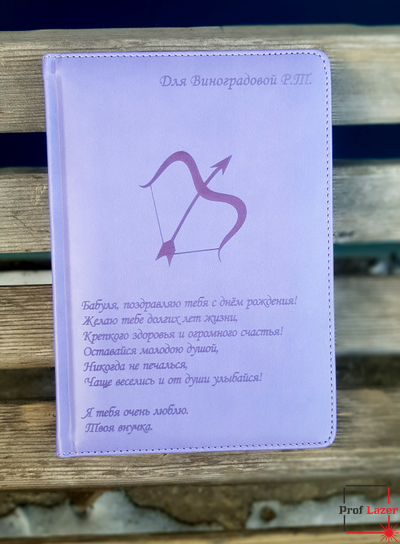 Для Виноградовой Р.Т.
Бабуля, поздравляю тебя с днём рождения!
Желаю тебе долгих лет жизни,
Крепкого здоровья и огромного счастья!
Оставайся молодою душой,
Никогда не печалься,
Чаще веселись и от души улыбайся!
Я тебя очень люблю.
Твоя внучка.
Prof Lazer